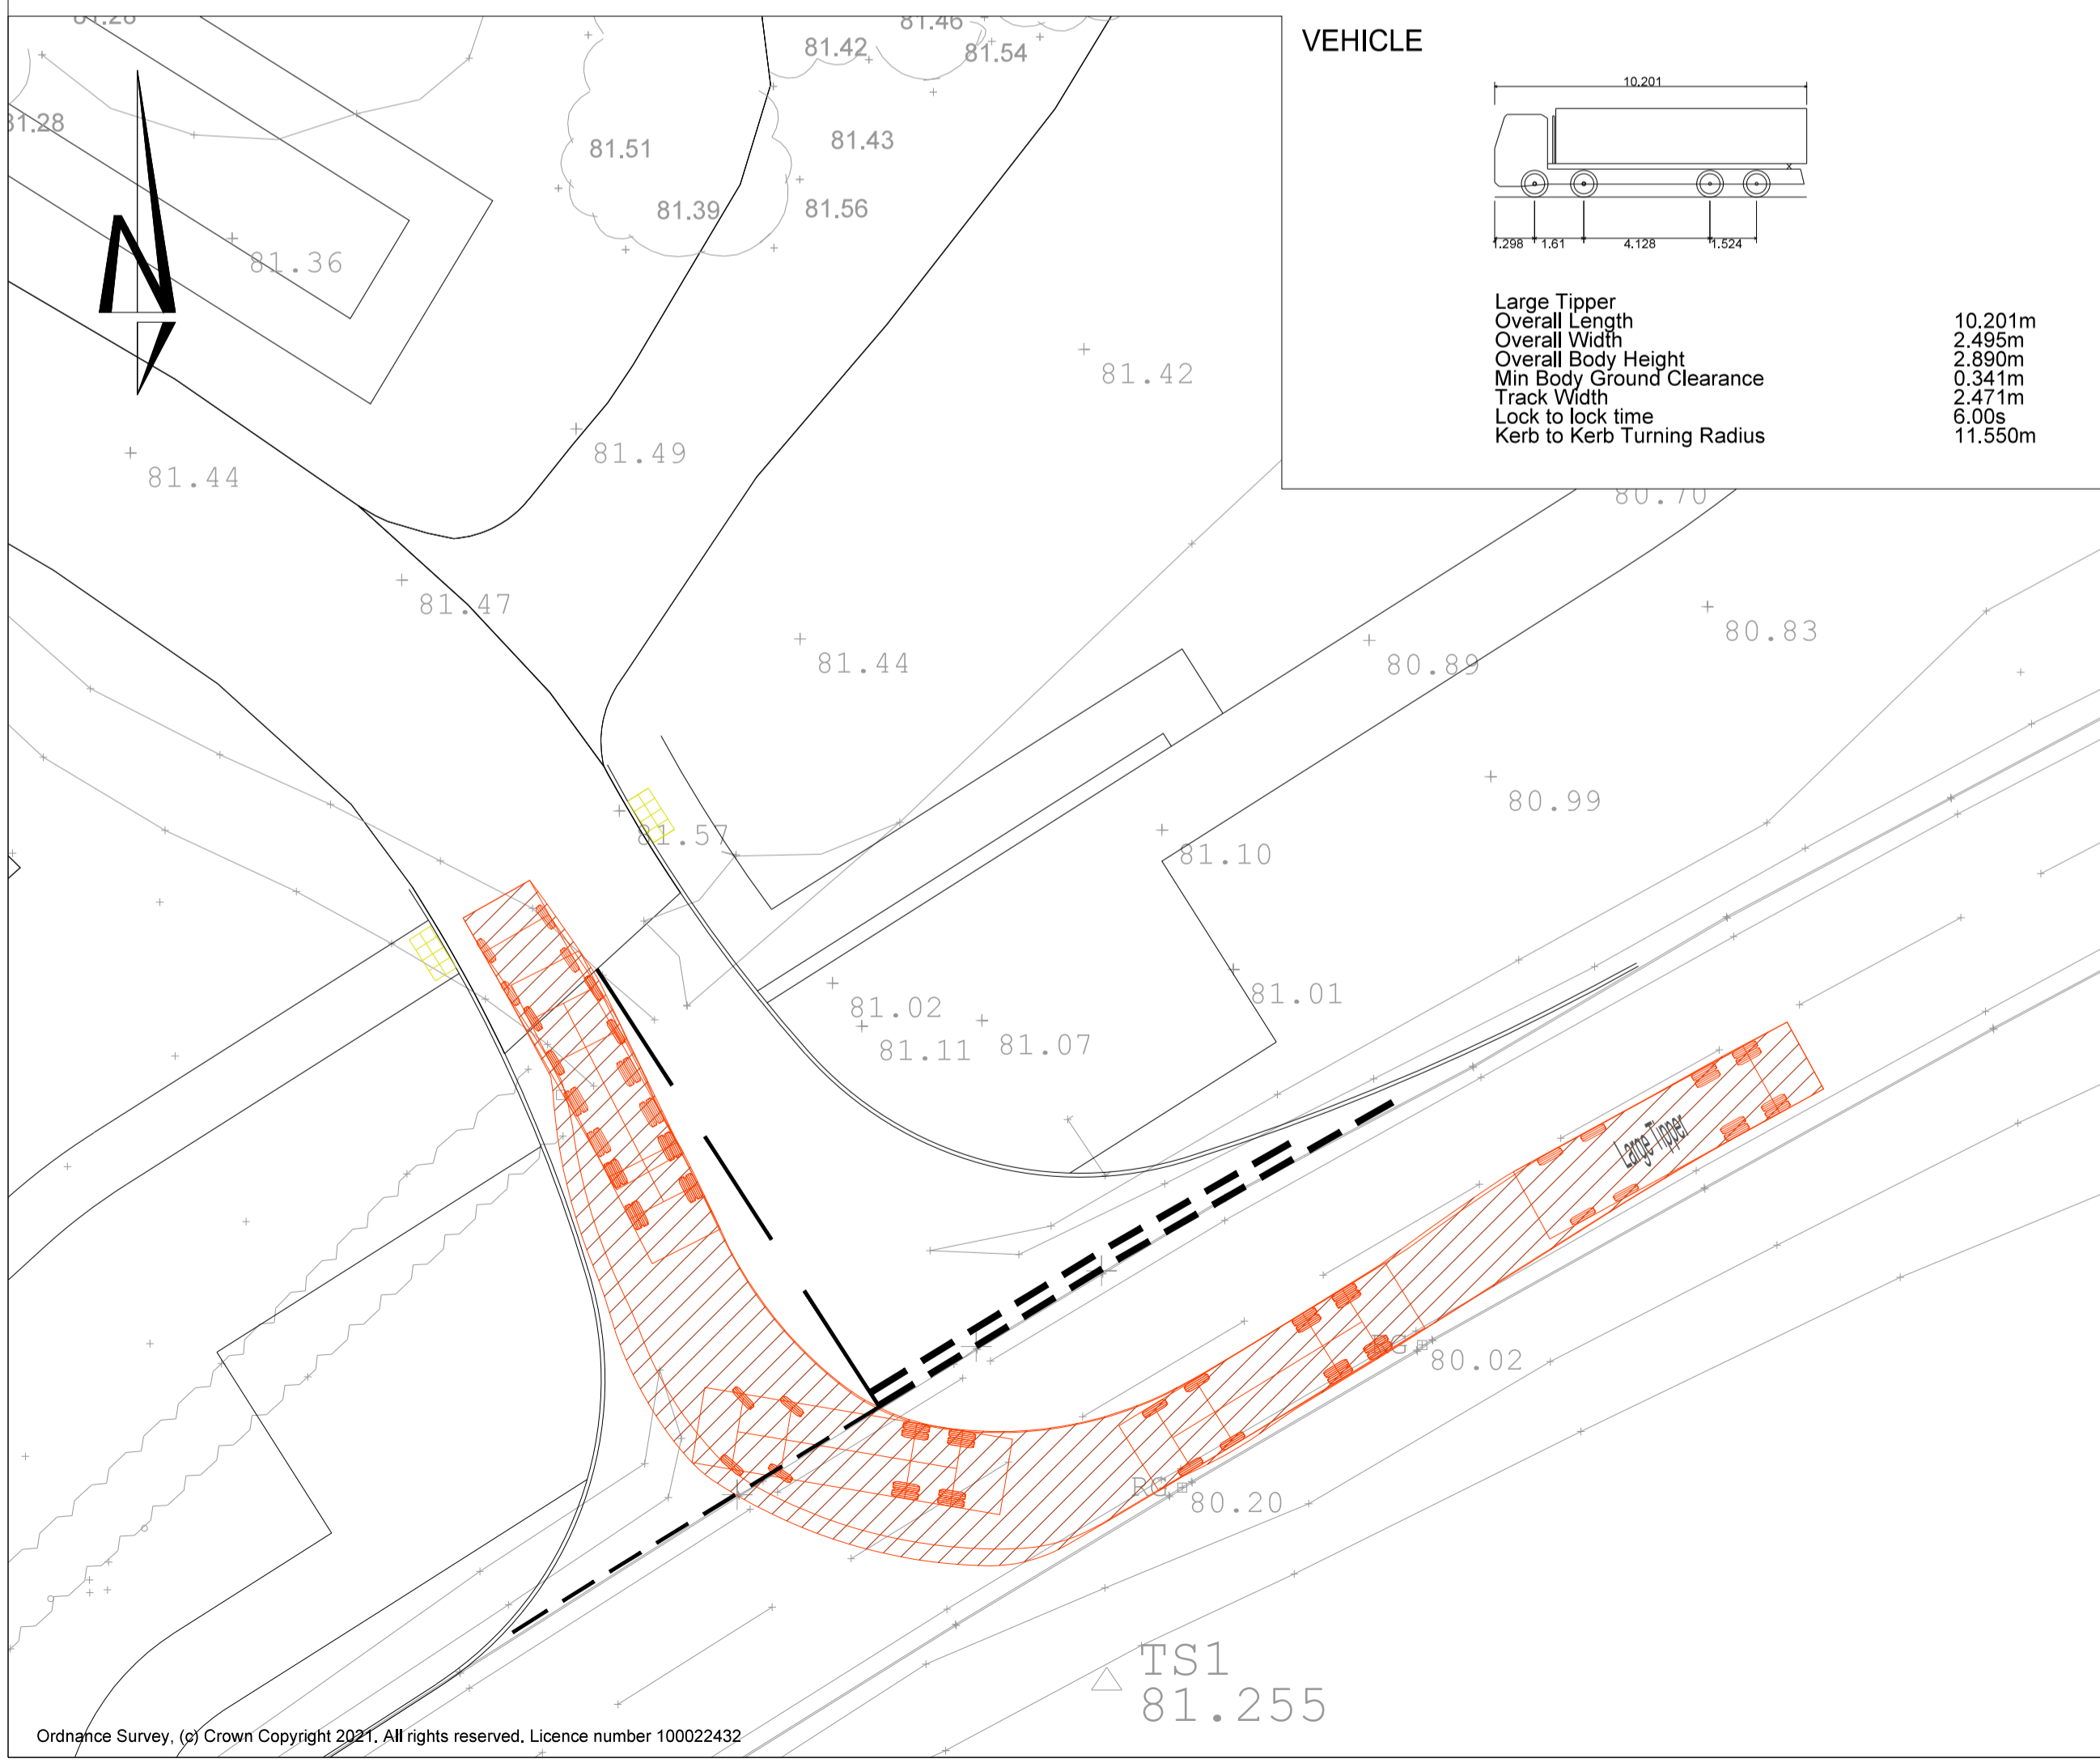 81.28
81.46
81.42
81.54
VEHICLE
10.201
81.28
81.51
81.43
81.39
81.56
1.298 1.61 4.128 1.524
N
81.36
Large Tipper
Overall Length 10.201m
Overall Width 2.495m
Overall Body Height 2.890m
Min Body Ground Clearance 0.341m
Track Width 2.471m
Lock to lock time 6.00s
Kerb to Kerb Turning Radius 11.550m
81.42
81.49
81.44
80.70
81.47
80.83
81.44
80.89
80.99
81.57
81.10
81.01
81.02
81.11
81.07
Large Tipper
RG
80.02
RG
80.20
TS1
81.255
Ordnance Survey, (c) Crown Copyright 2021. All rights reserved. Licence number 100022432